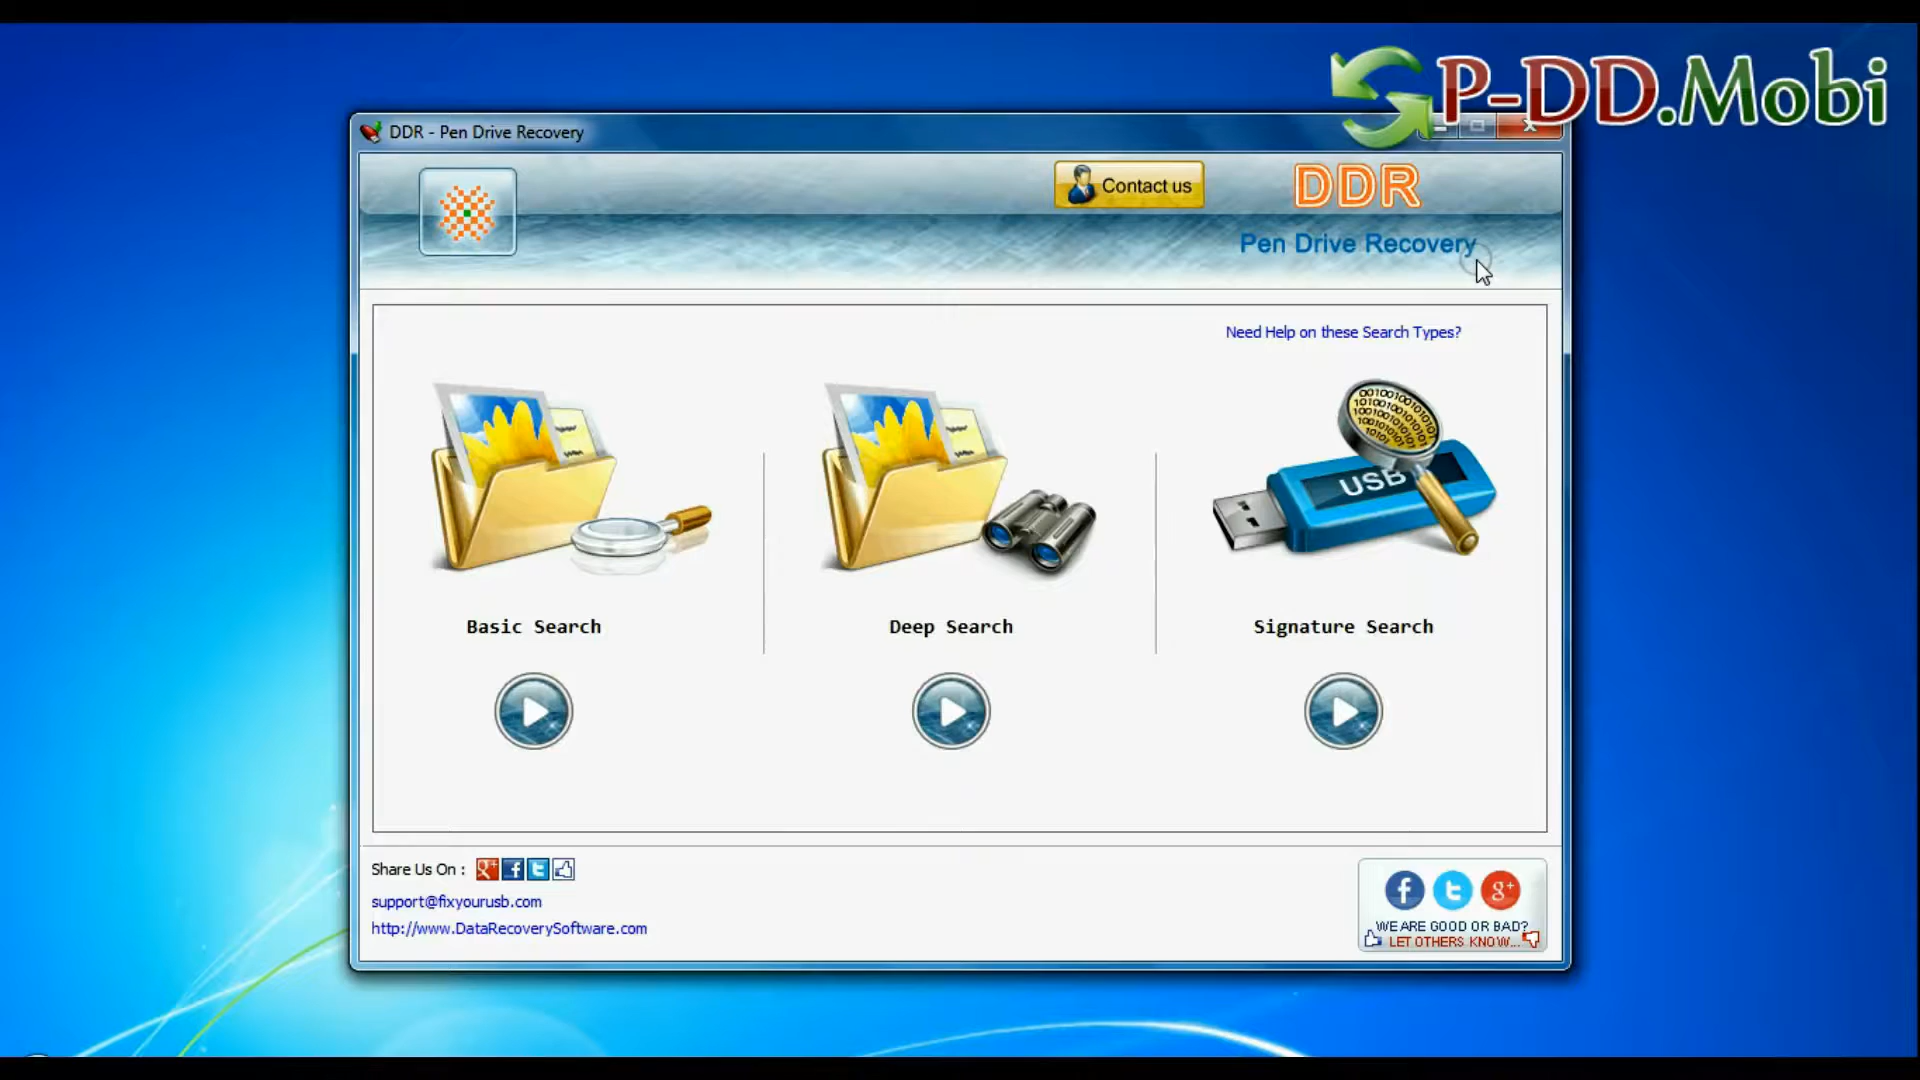 P-DD.Mobi
DDR - Pen Drive Recovery
Contact us
DDR
Pen Drive Recovery
Need Help on these Search Types?
USB
Basic Search
Deep Search
Signature Search
Share Us On :
support@fixyourusb.com
http://www.DataRecoverySoftware.com
WE ARE GOOD OR BAD?
LET OTHERS KNOW...